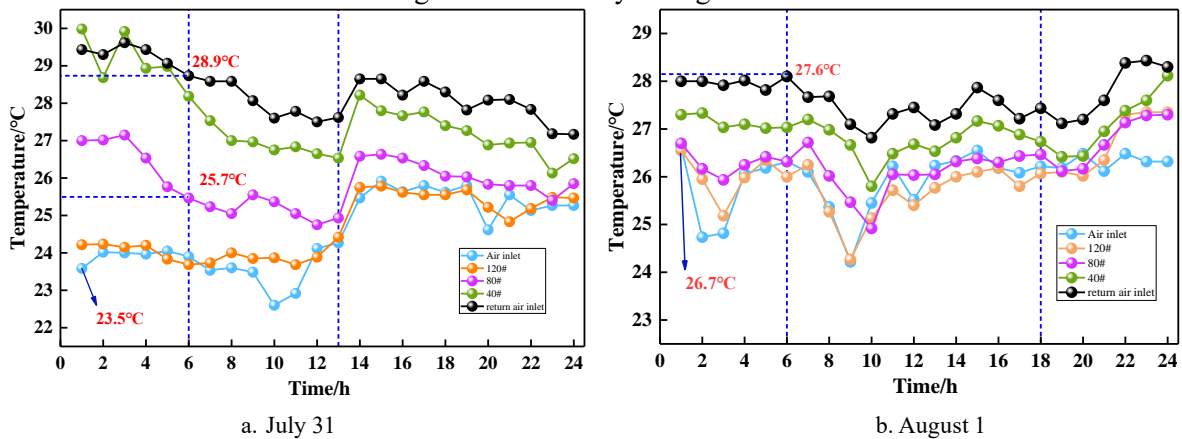 30
29
28
27
26
25
24
23
22
Temperature/°C
28.9°C
25.7°C
23.5°C
Air inlet
120#
80#
40#
return air inlet
0 2 4 6 8 10 12 14 16 18 20 22 24
Time/h
a. July 31
29
28
27
26
25
24
23
Temperature/°C
27.6°C
26.7°C
Air inlet
120#
80#
40#
return air inlet
0 2 4 6 8 10 12 14 16 18 20 22 24
Time/h
b. August 1